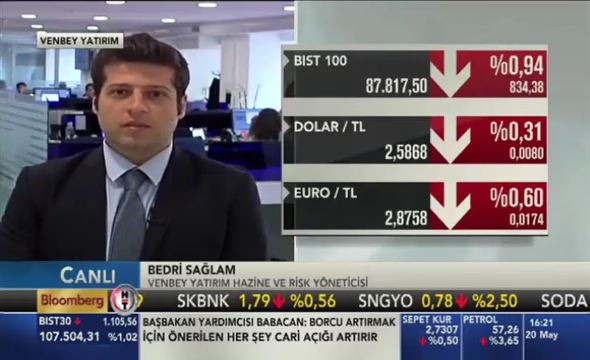 VENBEY YATIRIM
BIST 100
%0,94
87.817,50
834,38
DOLAR / TL
%0,31
2,5868
0,0080
EURO / TL
%0,60
2,8758
0,0174
CANLI
BEDRİ SAĞLAM
VENBEY YATIRIM HAZİNE VE RİSK YÖNETİCİSİ
Bloomberg HT
9 SKBNK 1,79 %0,56 SNGYO 0,78 %2,50 SODA
BIST30 1.105,56
107.504,31 %1,02
BAŞBAKAN YARDIMCISI BABACAN: BORCU ARTIRMAK
İÇİN ÖNERİLEN HER ŞEY CARİ AÇIĞI ARTIRIR
SEPET KUR
2,7307
%0,50
PETROL
57,26
%3,65
16:21
20 May